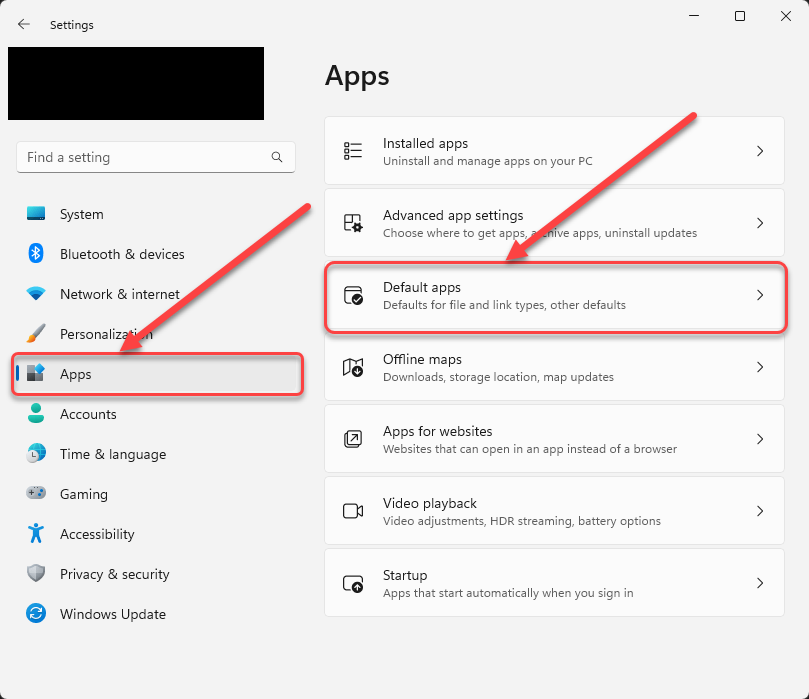 Settings
Find a setting
System
Bluetooth & devices
Network & internet
Personalization
Apps
Accounts
Time & language
Gaming
Accessibility
Privacy & security
Windows Update
Apps
Installed apps
Uninstall and manage apps on your PC
Advanced app settings
Choose where to get apps, archive apps, uninstall updates
Default apps
Defaults for file and link types, other defaults
Offline maps
Downloads, storage location, map updates
Apps for websites
Websites that can open in an app instead of a browser
Video playback
Video adjustments, HDR streaming, battery options
Startup
Apps that start automatically when you sign in